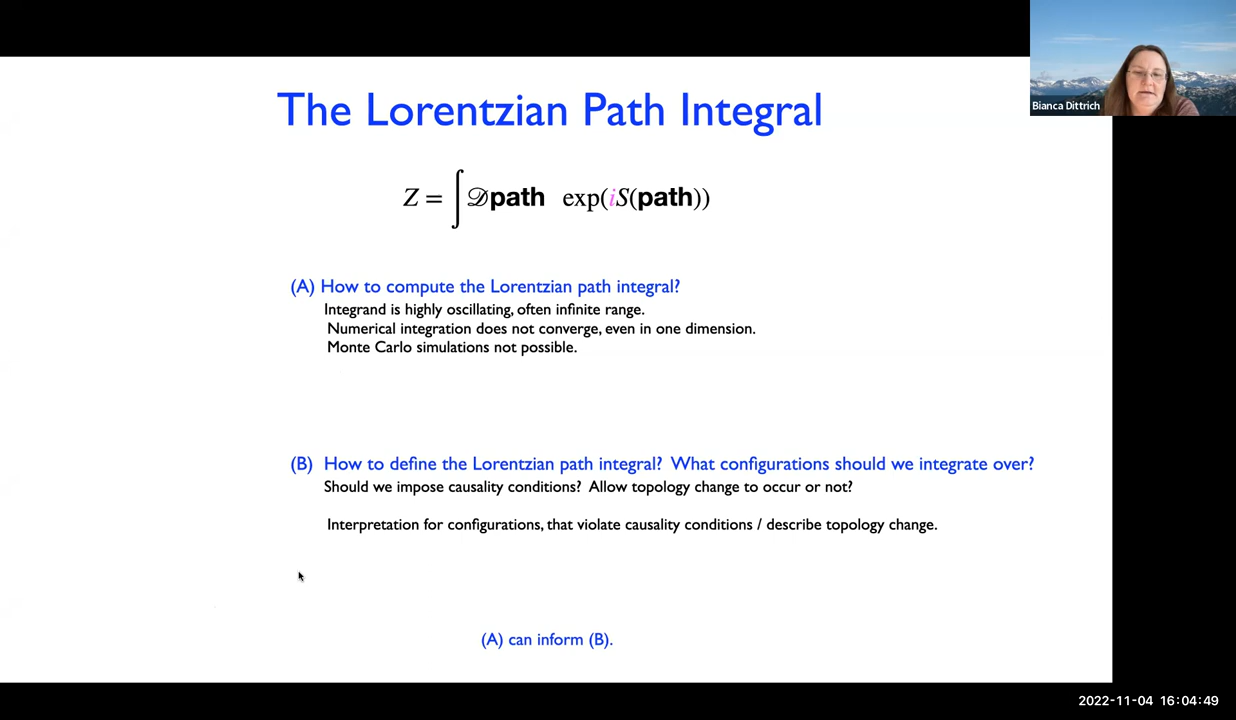 Bianca Dittrich
The Lorentzian Path Integral
Z = ∫ 𝒟path exp(iS(path))
(A) How to compute the Lorentzian path integral?
Integrand is highly oscillating, often infinite range.
Numerical integration does not converge, even in one dimension.
Monte Carlo simulations not possible.
(B) How to define the Lorentzian path integral? What configurations should we integrate over?
Should we impose causality conditions? Allow topology change to occur or not?
Interpretation for configurations, that violate causality conditions / describe topology change.
(A) can inform (B).
2022-11-04 16:04:49